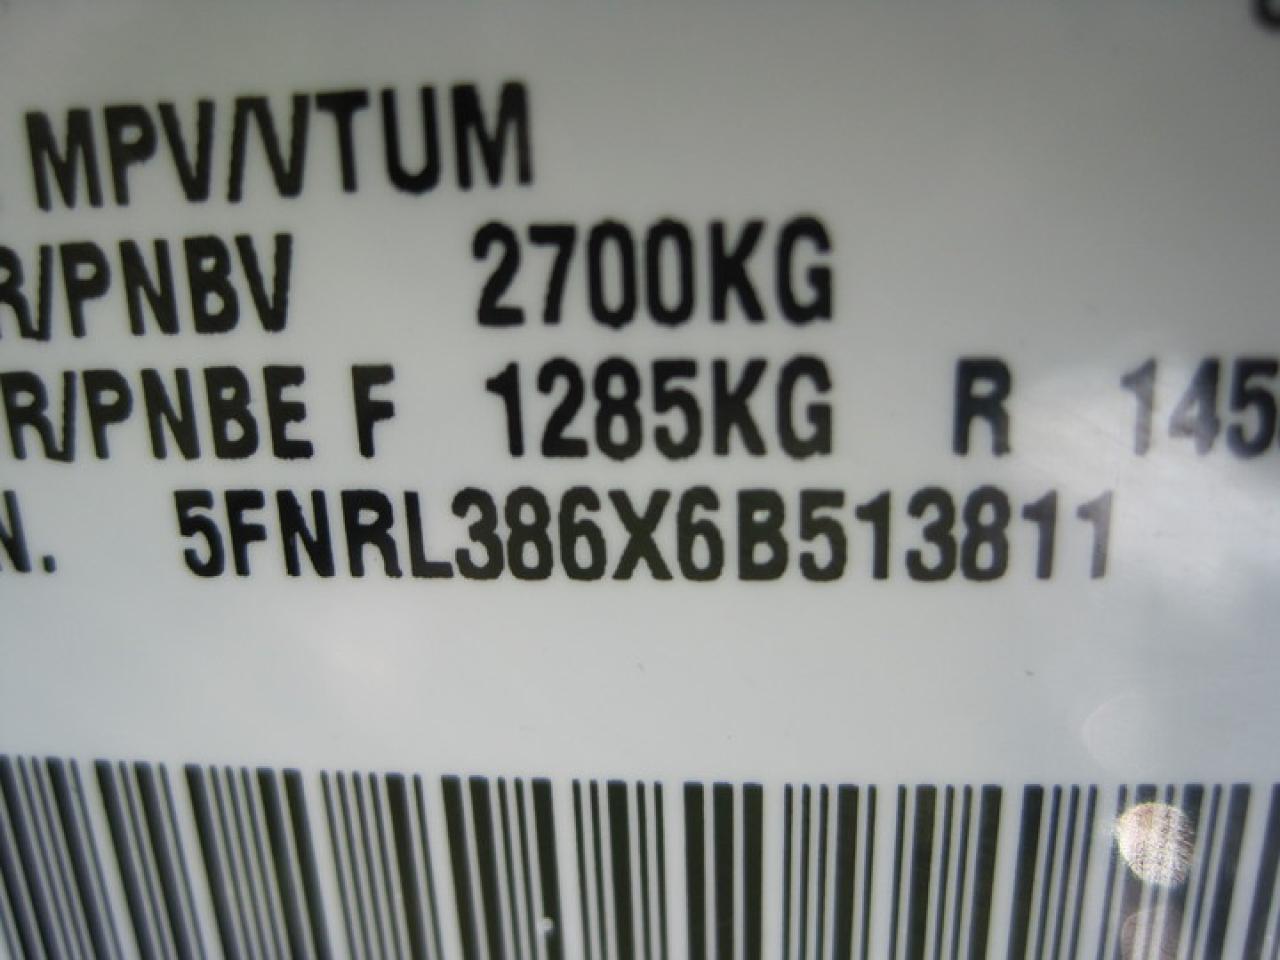 MPV/VTUM
R/PNBV 2700KG
R/PNBE F 1285KG R 145
N. 5FNRL386X6B513811